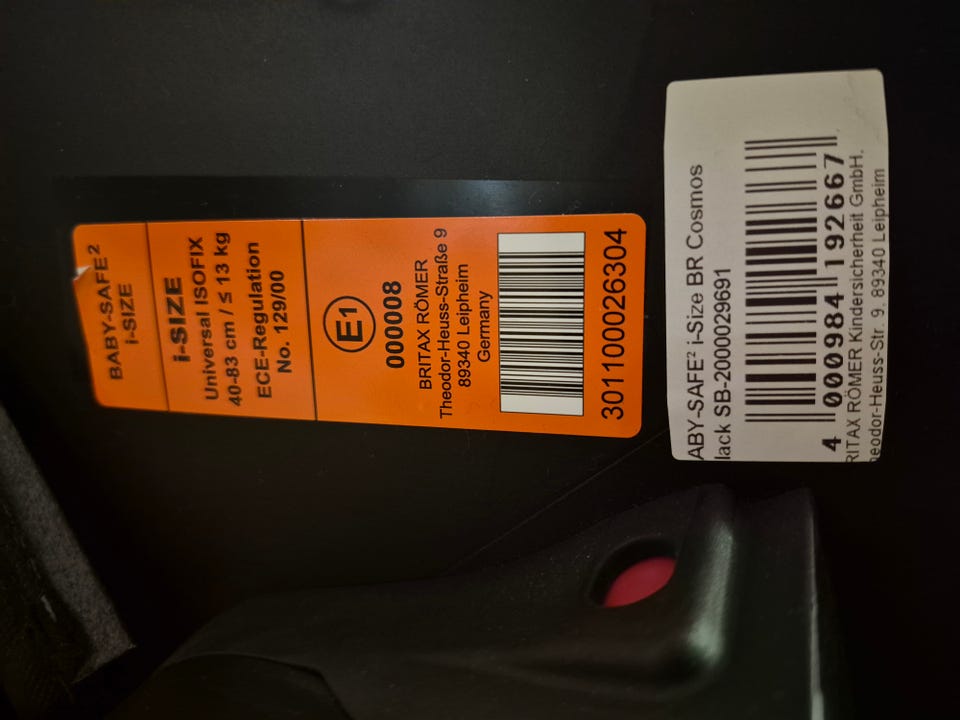 BABY-SAFE²
i-SIZE
i-SIZE
Universal ISOFIX
40-83 cm / ≤ 13 kg
ECE-Regulation
No. 129/00
E1
000008
BRITAX RÖMER
Theodor-Heuss-Straße 9
89340 Leipheim
Germany
301100026304
ABY-SAFE² i-Size BR Cosmos
lack SB-2000029691
4 000984 192667
RITAX RÖMER Kindersicherheit GmbH.
heodor-Heuss-Str. 9, 89340 Leipheim